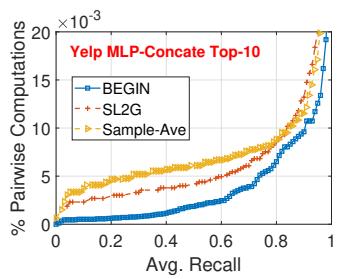 ×10⁻³
Yelp MLP-Concate Top-10
BEGIN
SL2G
Sample-Ave
% Pairwise Computations
20
15
10
5
0
0
0.2
0.4
0.6
0.8
1
Avg. Recall